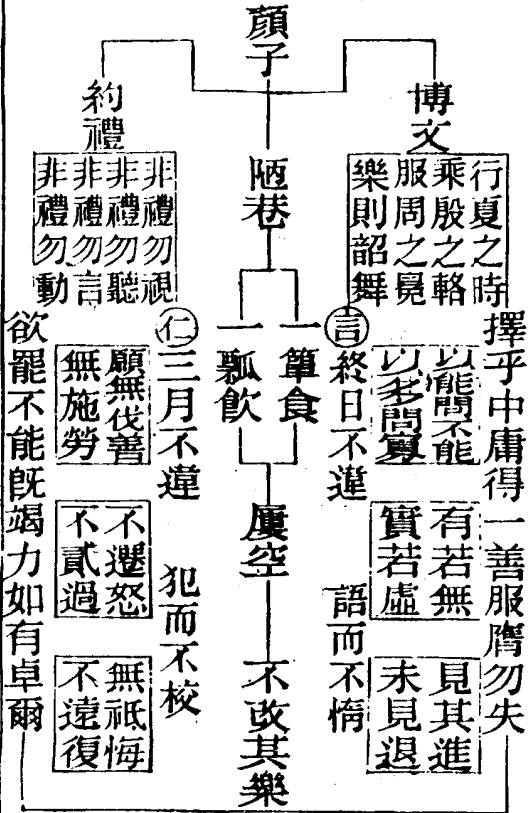 顏子
博文
行夏之時
乘殷之輅
服周之冕
樂則韶舞
擇乎中庸得一善服膺勿失
以能問不能
以多問寡
有若無
實若虛
見其進
未見退
言終日不違
語而不惰
陋巷
一簞食
一瓢飲
屢空
不改其樂
約禮
非禮勿視
非禮勿聽
非禮勿言
非禮勿動
仁三月不違
犯而不校
願無伐善
無施勞
不遷怒
不貳過
無祗悔
不遠復
欲罷不能旣竭力如有卓爾